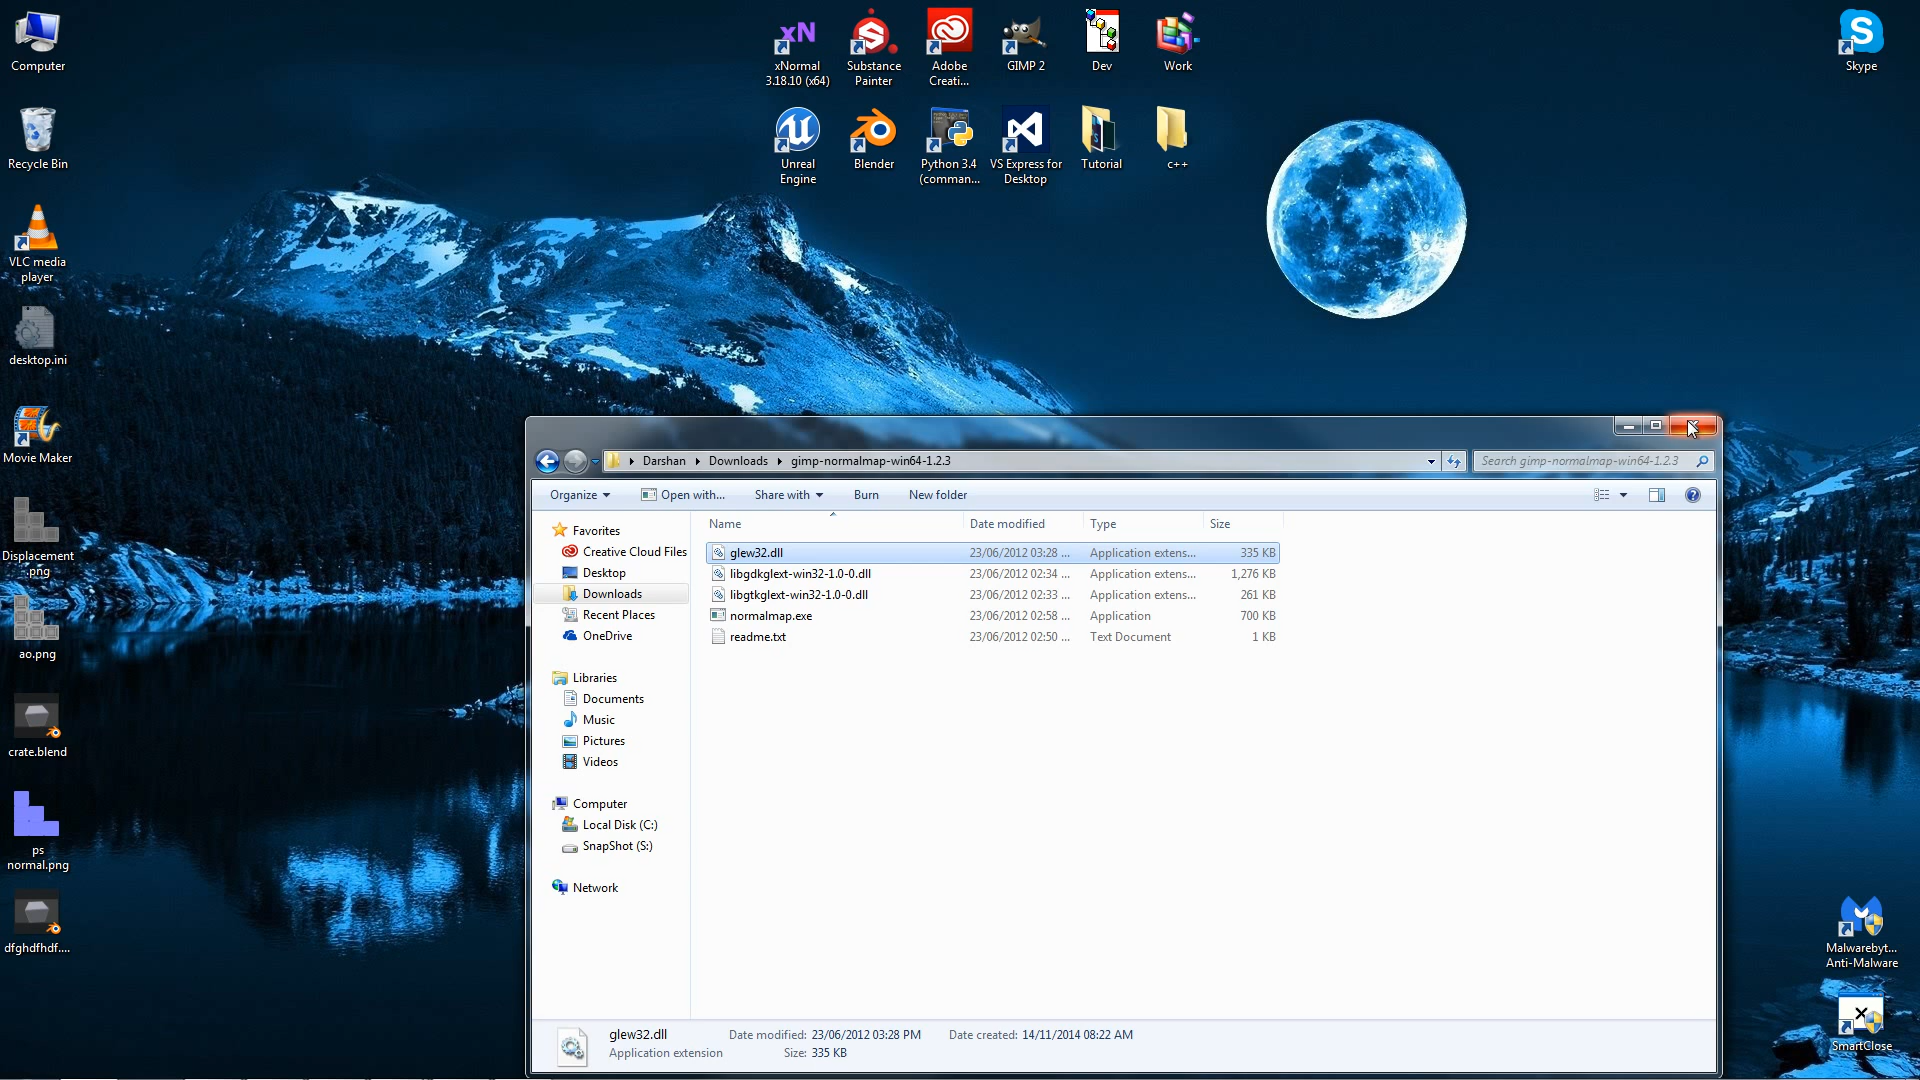 Computer
Recycle Bin
VLC media
player
desktop.ini
Movie Maker
Displacement
.png
ao.png
crate.blend
ps
normal.png
dfghdfhdf....
xN
xNormal
3.18.10 (x64)
Substance
Painter
Adobe
Creati...
GIMP 2
Dev
Work
Unreal
Engine
Blender
Python 3.4
(comman...
VS Express for
Desktop
Tutorial
c++
S
Skype
Malwarebyt...
Anti-Malware
SmartClose
Darshan
Downloads
gimp-normalmap-win64-1.2.3
Search gimp-normalmap-win64-1.2.3
Organize
Open with...
Share with
Burn
New folder
Favorites
Creative Cloud Files
Desktop
Downloads
Recent Places
OneDrive
Libraries
Documents
Music
Pictures
Videos
Computer
Local Disk (C:)
SnapShot (S:)
Network
Name Date modified Type Size
glew32.dll 23/06/2012 03:28 ... Application extens... 335 KB
libgdkglext-win32-1.0-0.dll 23/06/2012 02:34 ... Application extens... 1,276 KB
libgtkglext-win32-1.0-0.dll 23/06/2012 02:33 ... Application extens... 261 KB
normalmap.exe 23/06/2012 02:58 ... Application 700 KB
readme.txt 23/06/2012 02:50 ... Text Document 1 KB
glew32.dll Date modified: 23/06/2012 03:28 PM Date created: 14/11/2014 08:22 AM
Application extension Size: 335 KB